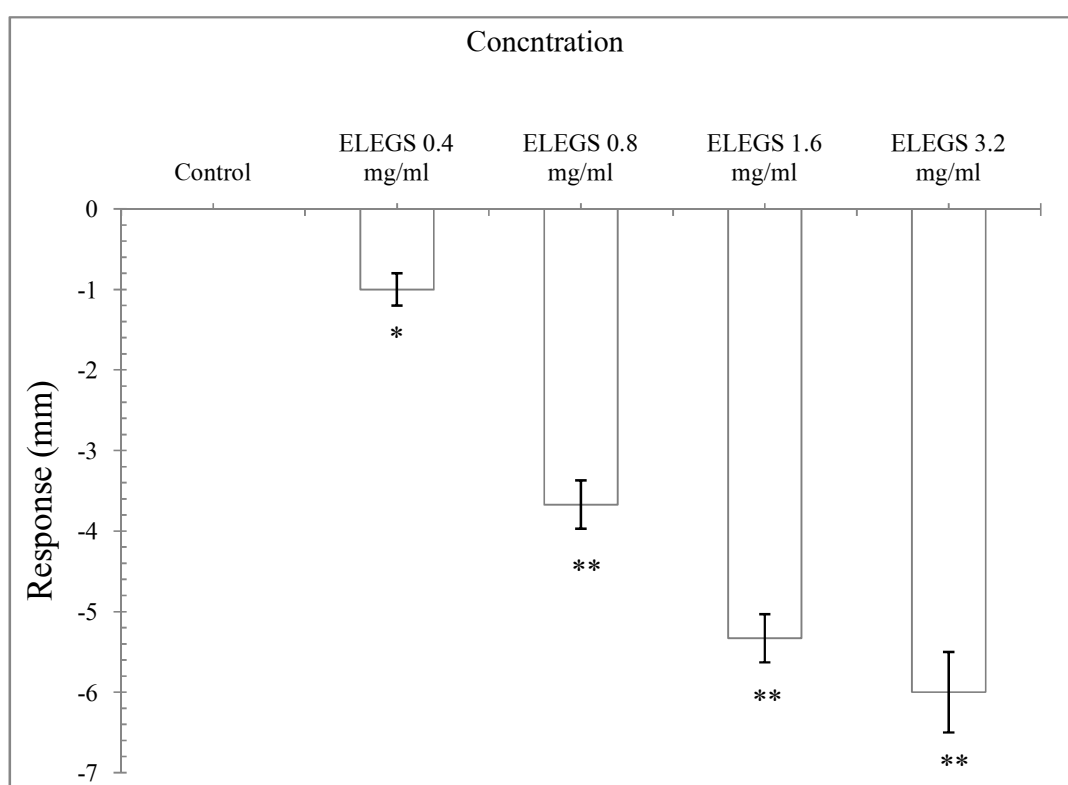 Concntration
Control
ELEGS 0.4
mg/ml
ELEGS 0.8
mg/ml
ELEGS 1.6
mg/ml
ELEGS 3.2
mg/ml
0
-1
-2
-3
-4
-5
-6
-7
Response (mm)
*
**
**
**